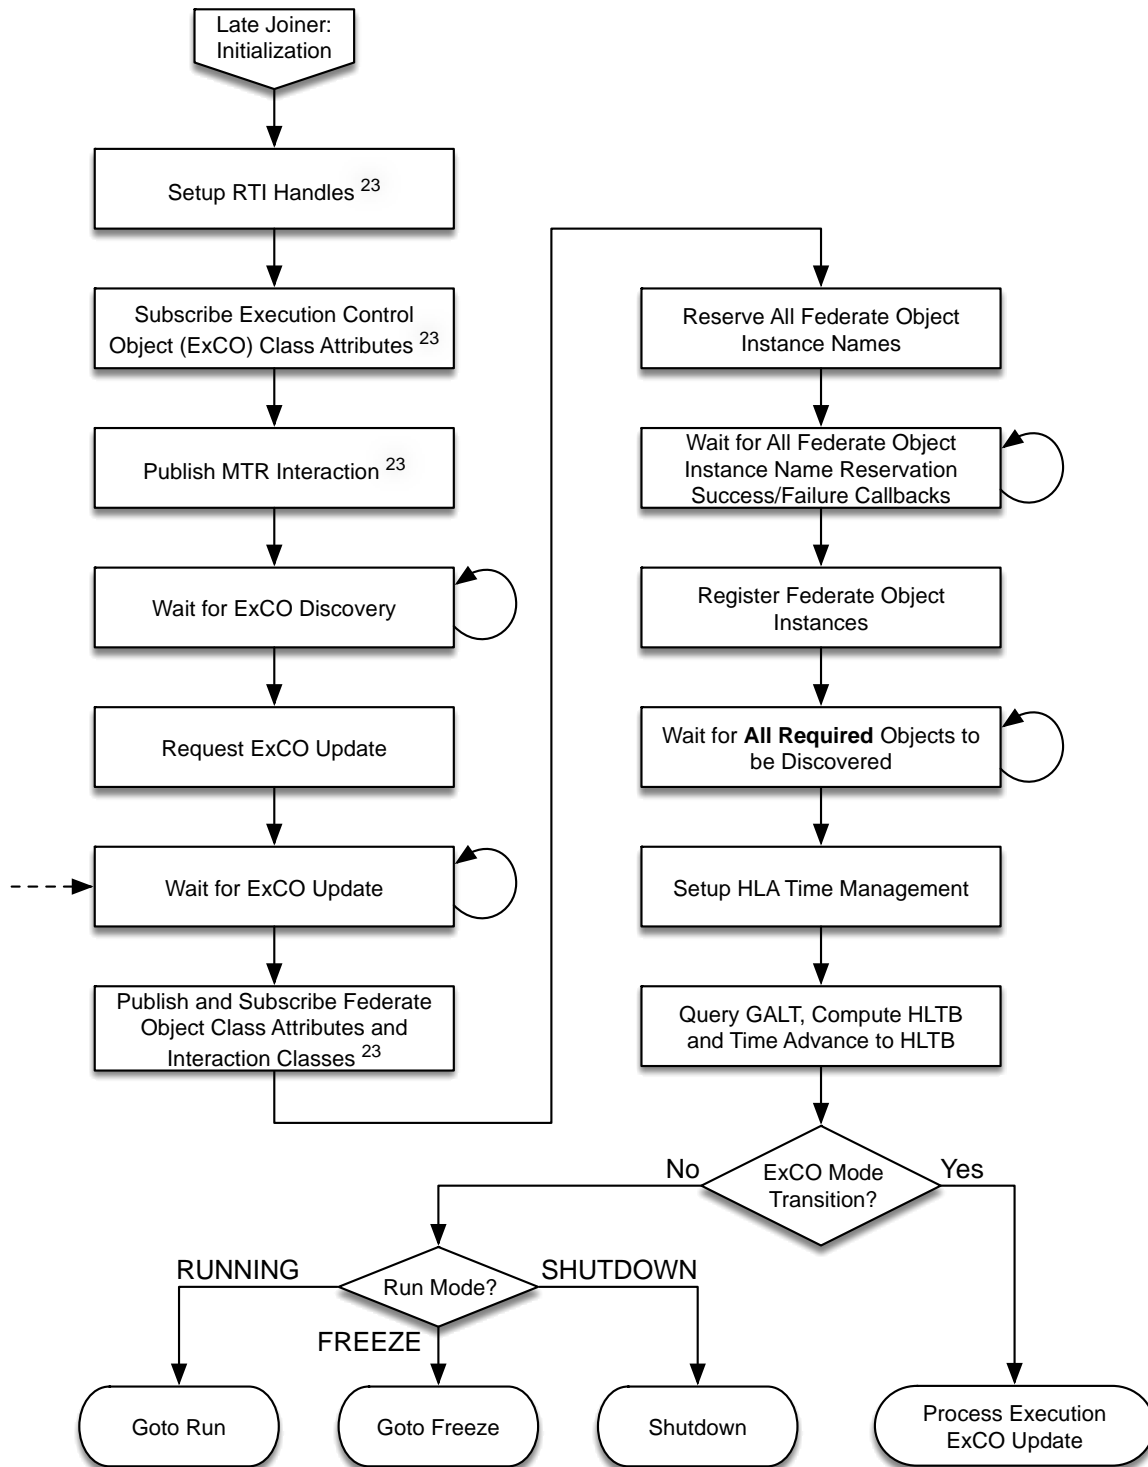 Late Joiner:
Initialization
Setup RTI Handles 23
Subscribe Execution Control
Object (ExCO) Class Attributes 23
Publish MTR Interaction 23
Wait for ExCO Discovery
Request ExCO Update
Wait for ExCO Update
Publish and Subscribe Federate
Object Class Attributes and
Interaction Classes 23
Reserve All Federate Object
Instance Names
Wait for All Federate Object
Instance Name Reservation
Success/Failure Callbacks
Register Federate Object
Instances
Wait for All Required Objects to
be Discovered
Setup HLA Time Management
Query GALT, Compute HLTB
and Time Advance to HLTB
No
ExCO Mode
Transition?
Yes
RUNNING
Run Mode?
SHUTDOWN
FREEZE
Goto Run
Goto Freeze
Shutdown
Process Execution
ExCO Update